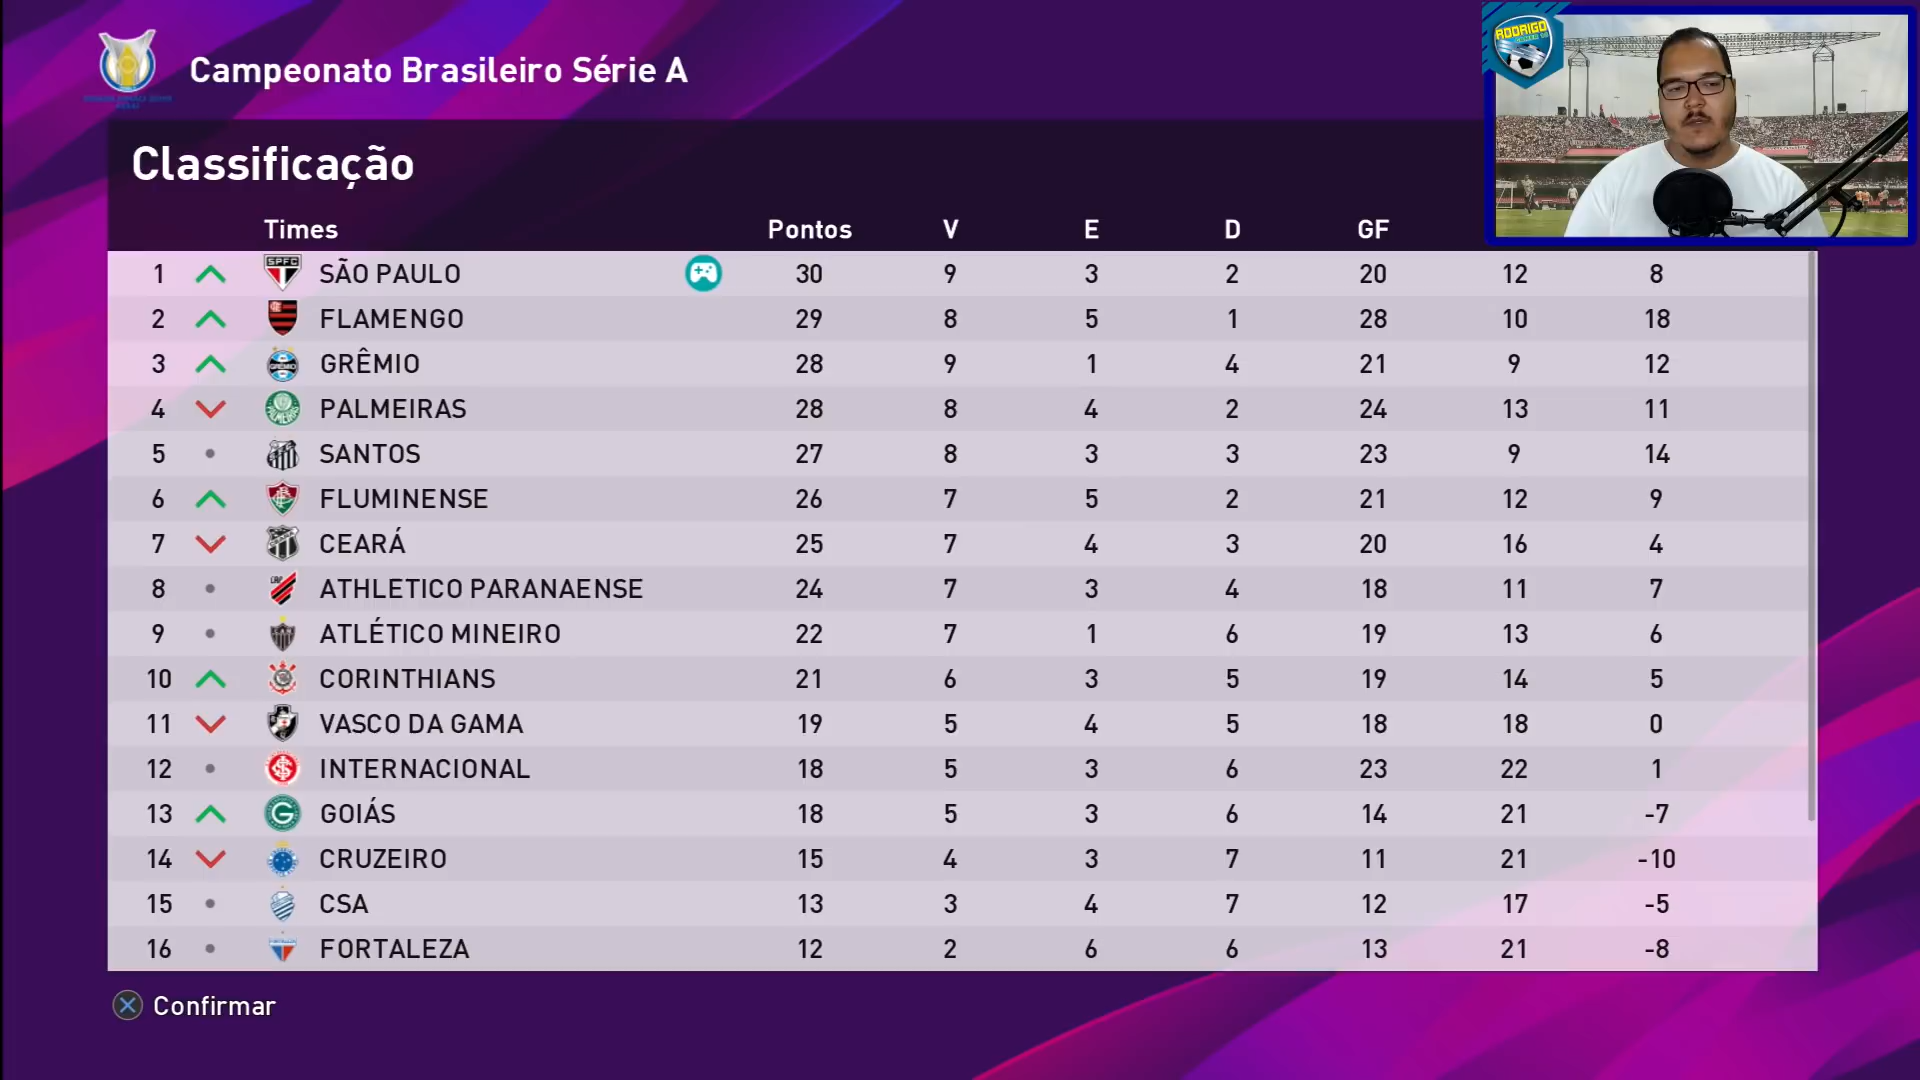 Campeonato Brasileiro Série A
RODRIGO
Classificação
Times Pontos V E D GF
1 SPFC SÃO PAULO 30 9 3 2 20 12 8
2 FLAMENGO 29 8 5 1 28 10 18
3 GRÊMIO 28 9 1 4 21 9 12
4 PALMEIRAS 28 8 4 2 24 13 11
5 SANTOS 27 8 3 3 23 9 14
6 FLUMINENSE 26 7 5 2 21 12 9
7 CEARÁ 25 7 4 3 20 16 4
8 ATHLETICO PARANAENSE 24 7 3 4 18 11 7
9 ATLÉTICO MINEIRO 22 7 1 6 19 13 6
10 CORINTHIANS 21 6 3 5 19 14 5
11 VASCO DA GAMA 19 5 4 5 18 18 0
12 INTERNACIONAL 18 5 3 6 23 22 1
13 GOIÁS 18 5 3 6 14 21 -7
14 CRUZEIRO 15 4 3 7 11 21 -10
15 CSA 13 3 4 7 12 17 -5
16 FORTALEZA 12 2 6 6 13 21 -8
Confirmar